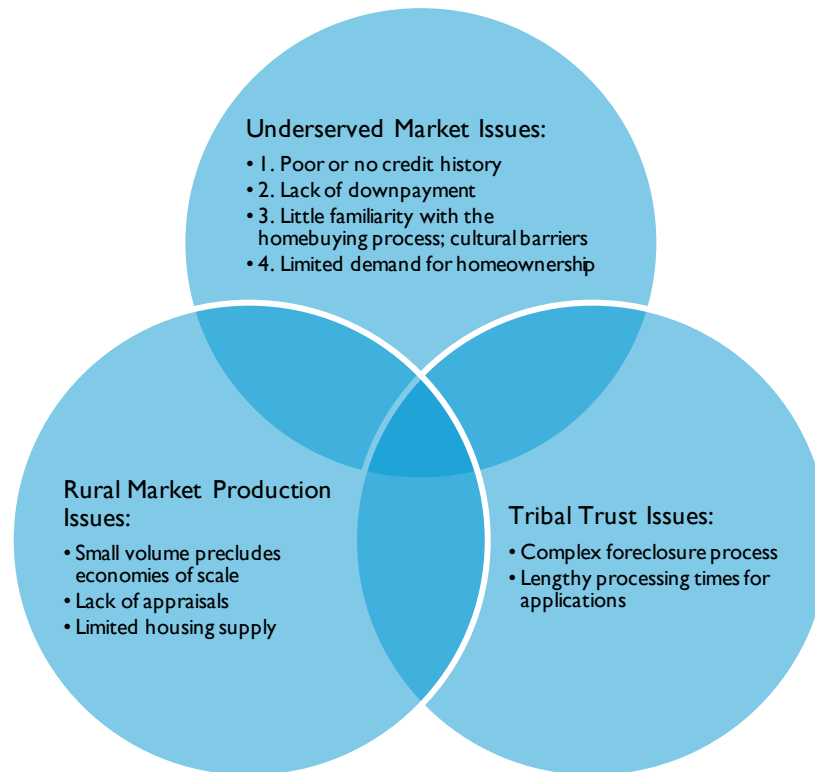 Underserved Market Issues:
• 1. Poor or no credit history
• 2. Lack of downpayment
• 3. Little familiarity with the
homebuying process; cultural barriers
• 4. Limited demand for homeownership
Rural Market Production
Issues:
• Small volume precludes
economies of scale
• Lack of appraisals
• Limited housing supply
Tribal Trust Issues:
• Complex foreclosure process
• Lengthy processing times for
applications